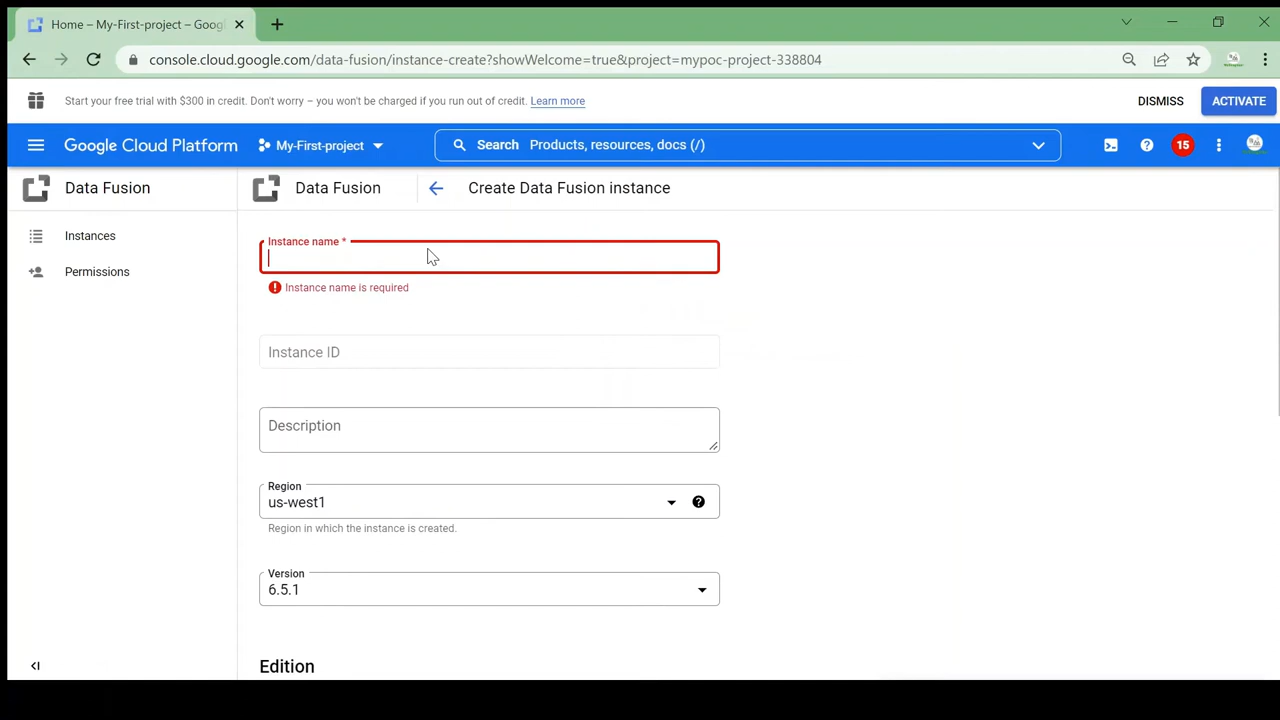 Home – My-First-project – Goog
console.cloud.google.com/data-fusion/instance-create?showWelcome=true&project=mypoc-project-338804
Start your free trial with $300 in credit. Don't worry – you won't be charged if you run out of credit. Learn more
DISMISS
ACTIVATE
Google Cloud Platform
My-First-project
Search Products, resources, docs (/)
15
Data Fusion
Data Fusion
Create Data Fusion instance
Instances
Permissions
Instance name *
Instance name is required
Instance ID
Description
Region
us-west1
Region in which the instance is created.
Version
6.5.1
Edition